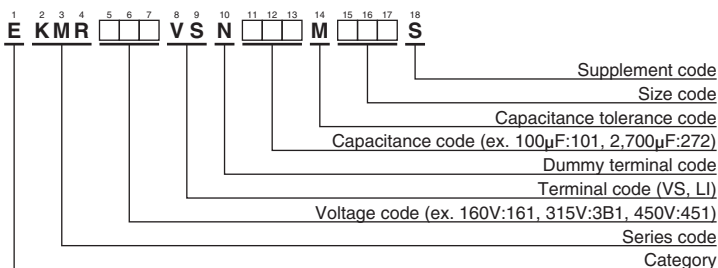 1 2 3 4 5 6 7 8 9 10 11 12 13 14 15 16 17 18
E KMR VS N M S
Supplement code
Size code
Capacitance tolerance code
Capacitance code (ex. 100μF:101, 2,700μF:272)
Dummy terminal code
Terminal code (VS, LI)
Voltage code (ex. 160V:161, 315V:3B1, 450V:451)
Series code
Category